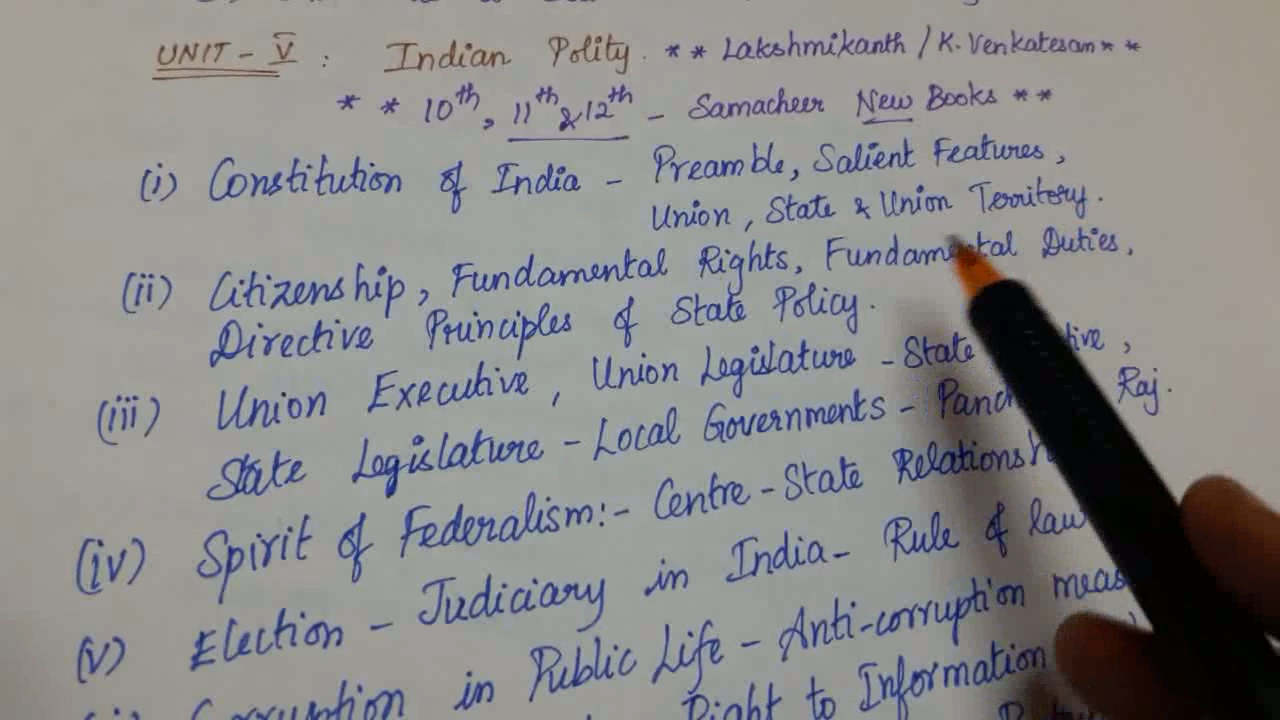 UNIT - V : Indian Polity. ** Lakshmikanth / K. Venkatesan **
** 10th, 11th & 12th - Samacheer New Books **
(i) Constitution of India - Preamble, Salient Features,
Union, State & Union Territory.
(ii) Citizenship, Fundamental Rights, Fundamental Duties,
Directive Principles of State Policy.
(iii) Union Executive, Union Legislature - State
State Legislature - Local Governments - Raj.
(iv) Spirit of Federalism:- Centre - State
(v) Election - Judiciary in India - Rule of law
in Public Life - Anti-corruption
Right to Information